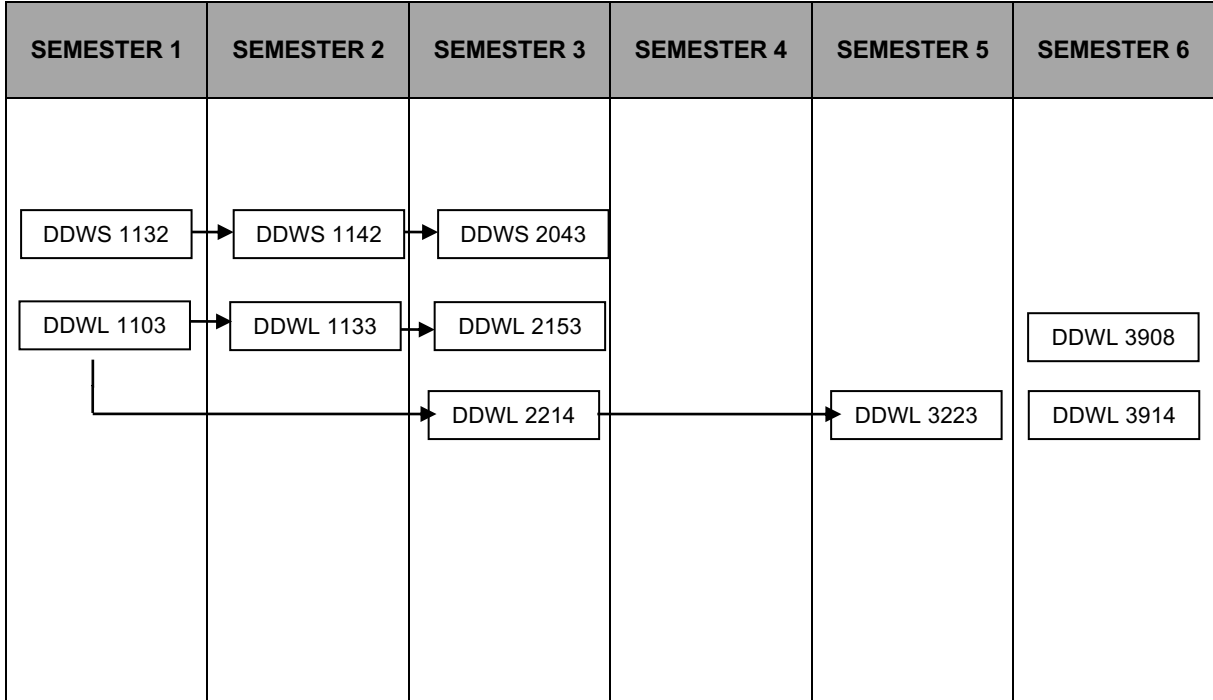 SEMESTER 1 SEMESTER 2 SEMESTER 3 SEMESTER 4 SEMESTER 5 SEMESTER 6
DDWS 1132 DDWS 1142 DDWS 2043
DDWL 1103 DDWL 1133 DDWL 2153 DDWL 3908
DDWL 2214 DDWL 3223 DDWL 3914